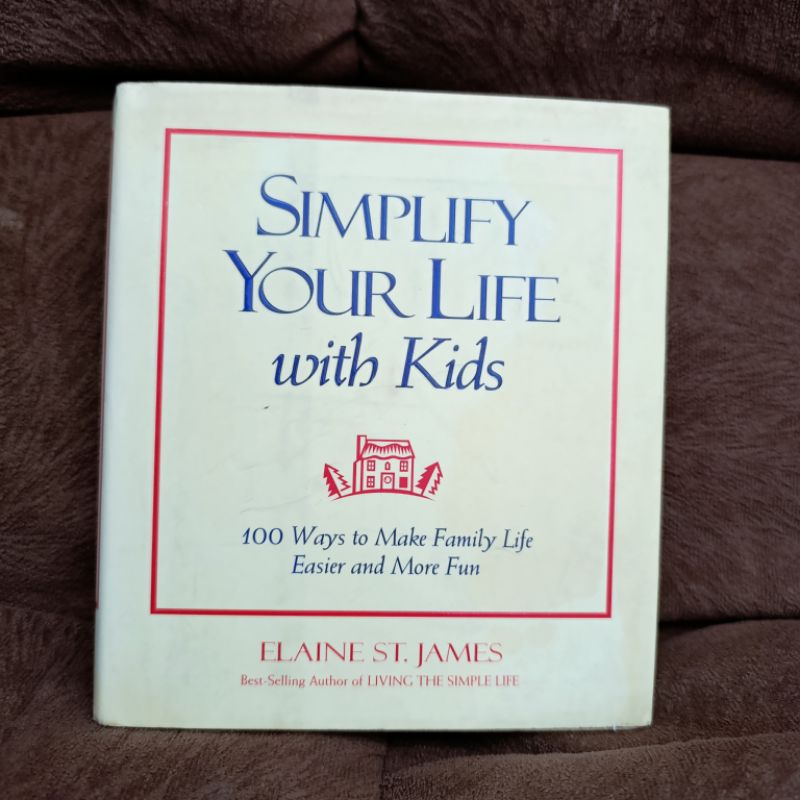 SIMPLIFY
YOUR LIFE
with Kids
100 Ways to Make Family Life
Easier and More Fun
ELAINE ST. JAMES
Best-Selling Author of LIVING THE SIMPLE LIFE